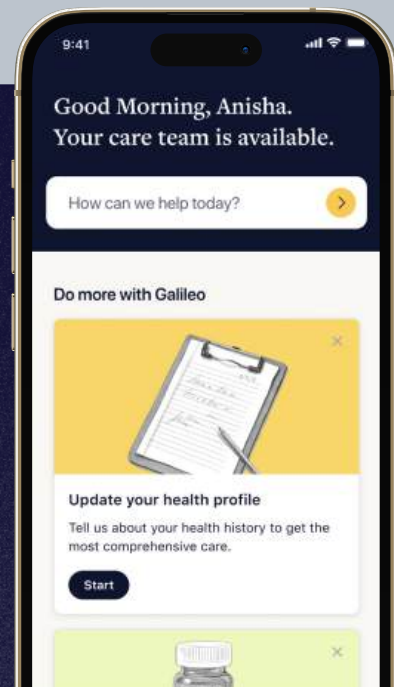 9:41
Good Morning, Anisha.
Your care team is available.
How can we help today?
Do more with Galileo
Update your health profile
Tell us about your health history to get the
most comprehensive care.
Start